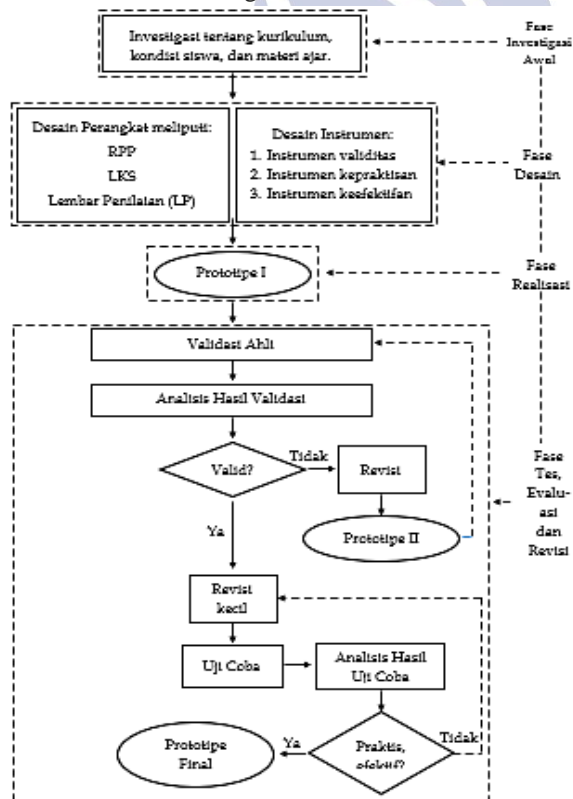 Investigasi tentang kurikulum,
kondisi siswa, dan materi ajar.
Fase
Investigasi
Awal
Desain Perangkat meliputi:
RPP
LKS
Lembar Penilaian (LP)
Desain Instrumen:
1. Instrumen validitas
2. Instrumen kepraktisan
3. Instrumen keefektifan
Fase
Desain
Prototipe I
Fase
Realisasi
Validasi Ahli
Analisis Hasil Validasi
Valid?
Tidak
Revisi
Ya
Prototipe II
Fase
Tes,
Evalu-
asi
dan
Revisi
Revisi
kecil
Uji Coba
Analisis Hasil
Uji Coba
Praktis,
efektif?
Tidak
Ya
Prototipe
Final